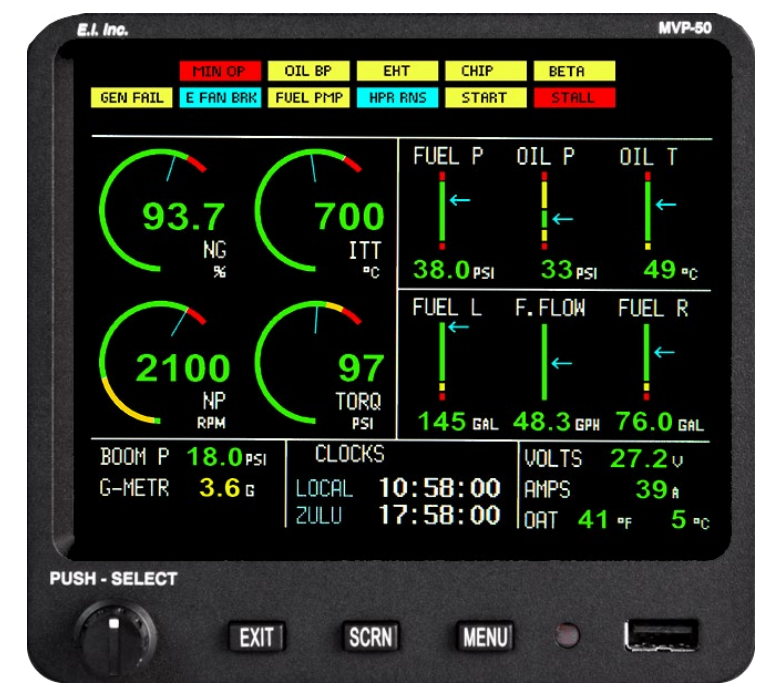 E.I. Inc. MVP-50
MIN OP OIL BP EHT CHIP BETA
GEN FAIL E FAN BRK FUEL PMP HPR RNS START STALL
93.7
NG
%
700
ITT
°C
2100
NP
RPM
97
TORQ
PSI
FUEL P OIL P OIL T
38.0 PSI 33 PSI 49 °C
FUEL L F.FLOW FUEL R
145 GAL 48.3 GPH 76.0 GAL
BOOM P 18.0 PSI
G-METR 3.6 G
CLOCKS
LOCAL 10:58:00
ZULU 17:58:00
VOLTS 27.2 V
AMPS 39 A
OAT 41 °F 5 °C
PUSH - SELECT
EXIT SCRN MENU